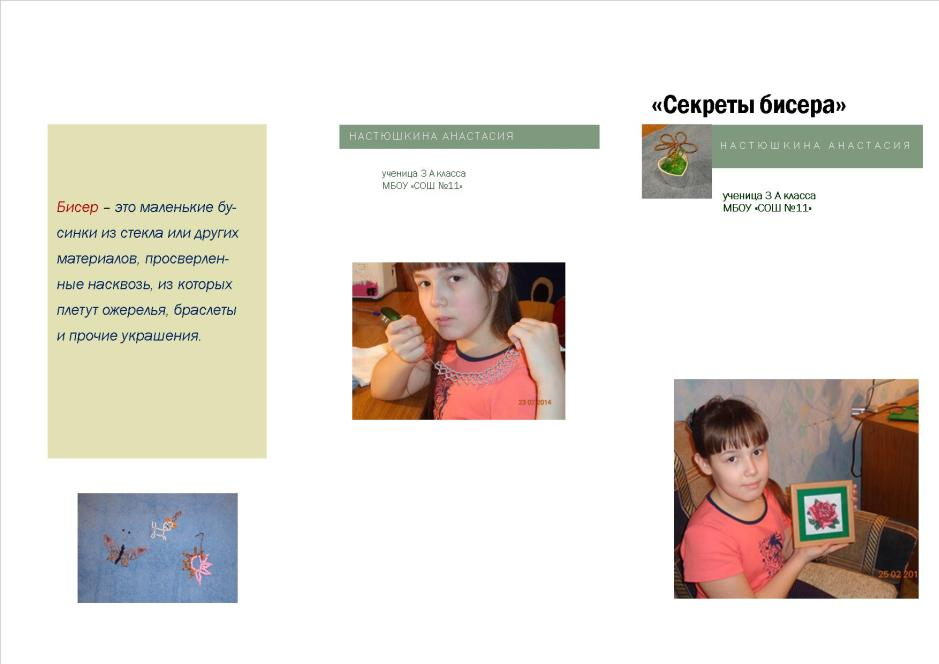 Бисер – это маленькие бу-
синки из стекла или других
материалов, просверлен-
ные насквозь, из которых
плетут ожерелья, браслеты
и прочие украшения.
НАСТЮШКИНА АНАСТАСИЯ
ученица 3 А класса
МБОУ «СОШ №11»
23 02 2014
«Секреты бисера»
НАСТЮШКИНА АНАСТАСИЯ
ученица 3 А класса
МБОУ «СОШ №11»
25 02 201